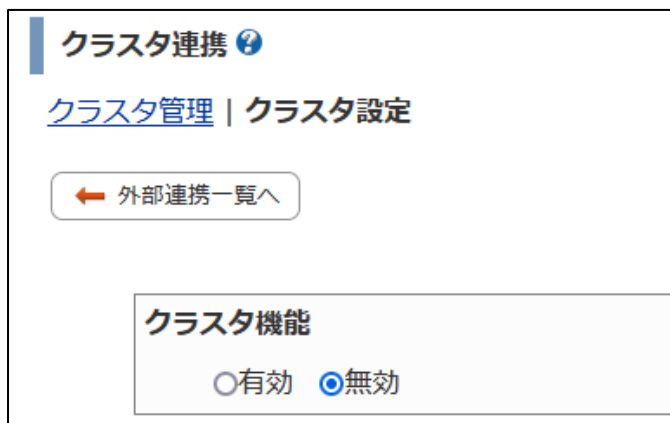 クラスタ連携 ?
クラスタ管理 | クラスタ設定
外部連携一覧へ
クラスタ機能
有効 無効